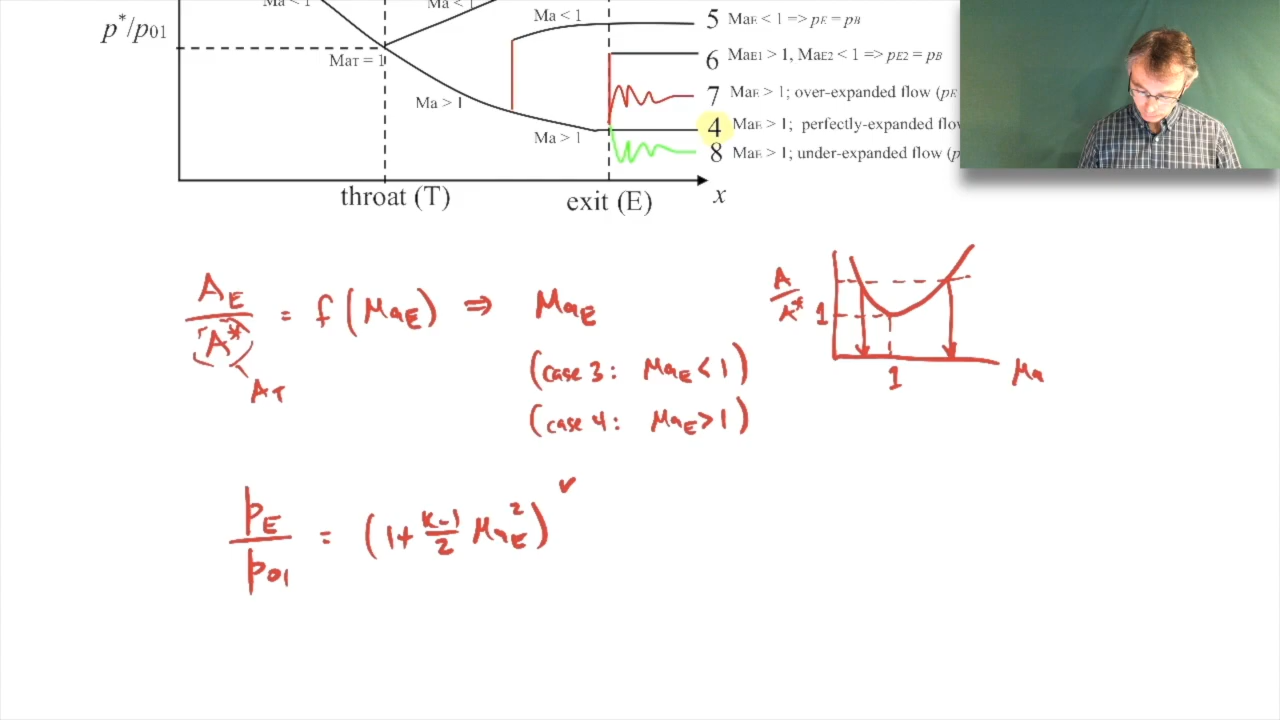 Ma < 1
Ma < 1
p*/p01
MaT = 1
Ma > 1
Ma < 1
Ma > 1
5 MaE < 1 => pE = pB
6 MaE1 > 1, MaE2 < 1 => pE2 = pB
7 MaE > 1; over-expanded flow (pE
4 MaE > 1; perfectly-expanded flow
8 MaE > 1; under-expanded flow (p
throat (T)
exit (E)
x
AE/A* = f(MaE) ⇒ MaE
AT
(case 3: MaE < 1)
(case 4: MaE > 1)
A/A*
1
1
Ma
pE/p01 = (1 + k-1/2 MaE²)